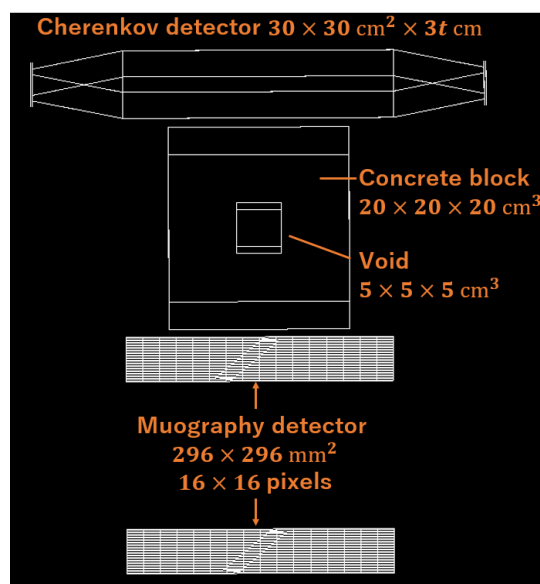 Cherenkov detector 30 × 30 cm² × 3t cm
Concrete block
20 × 20 × 20 cm³
Void
5 × 5 × 5 cm³
Muography detector
296 × 296 mm²
16 × 16 pixels